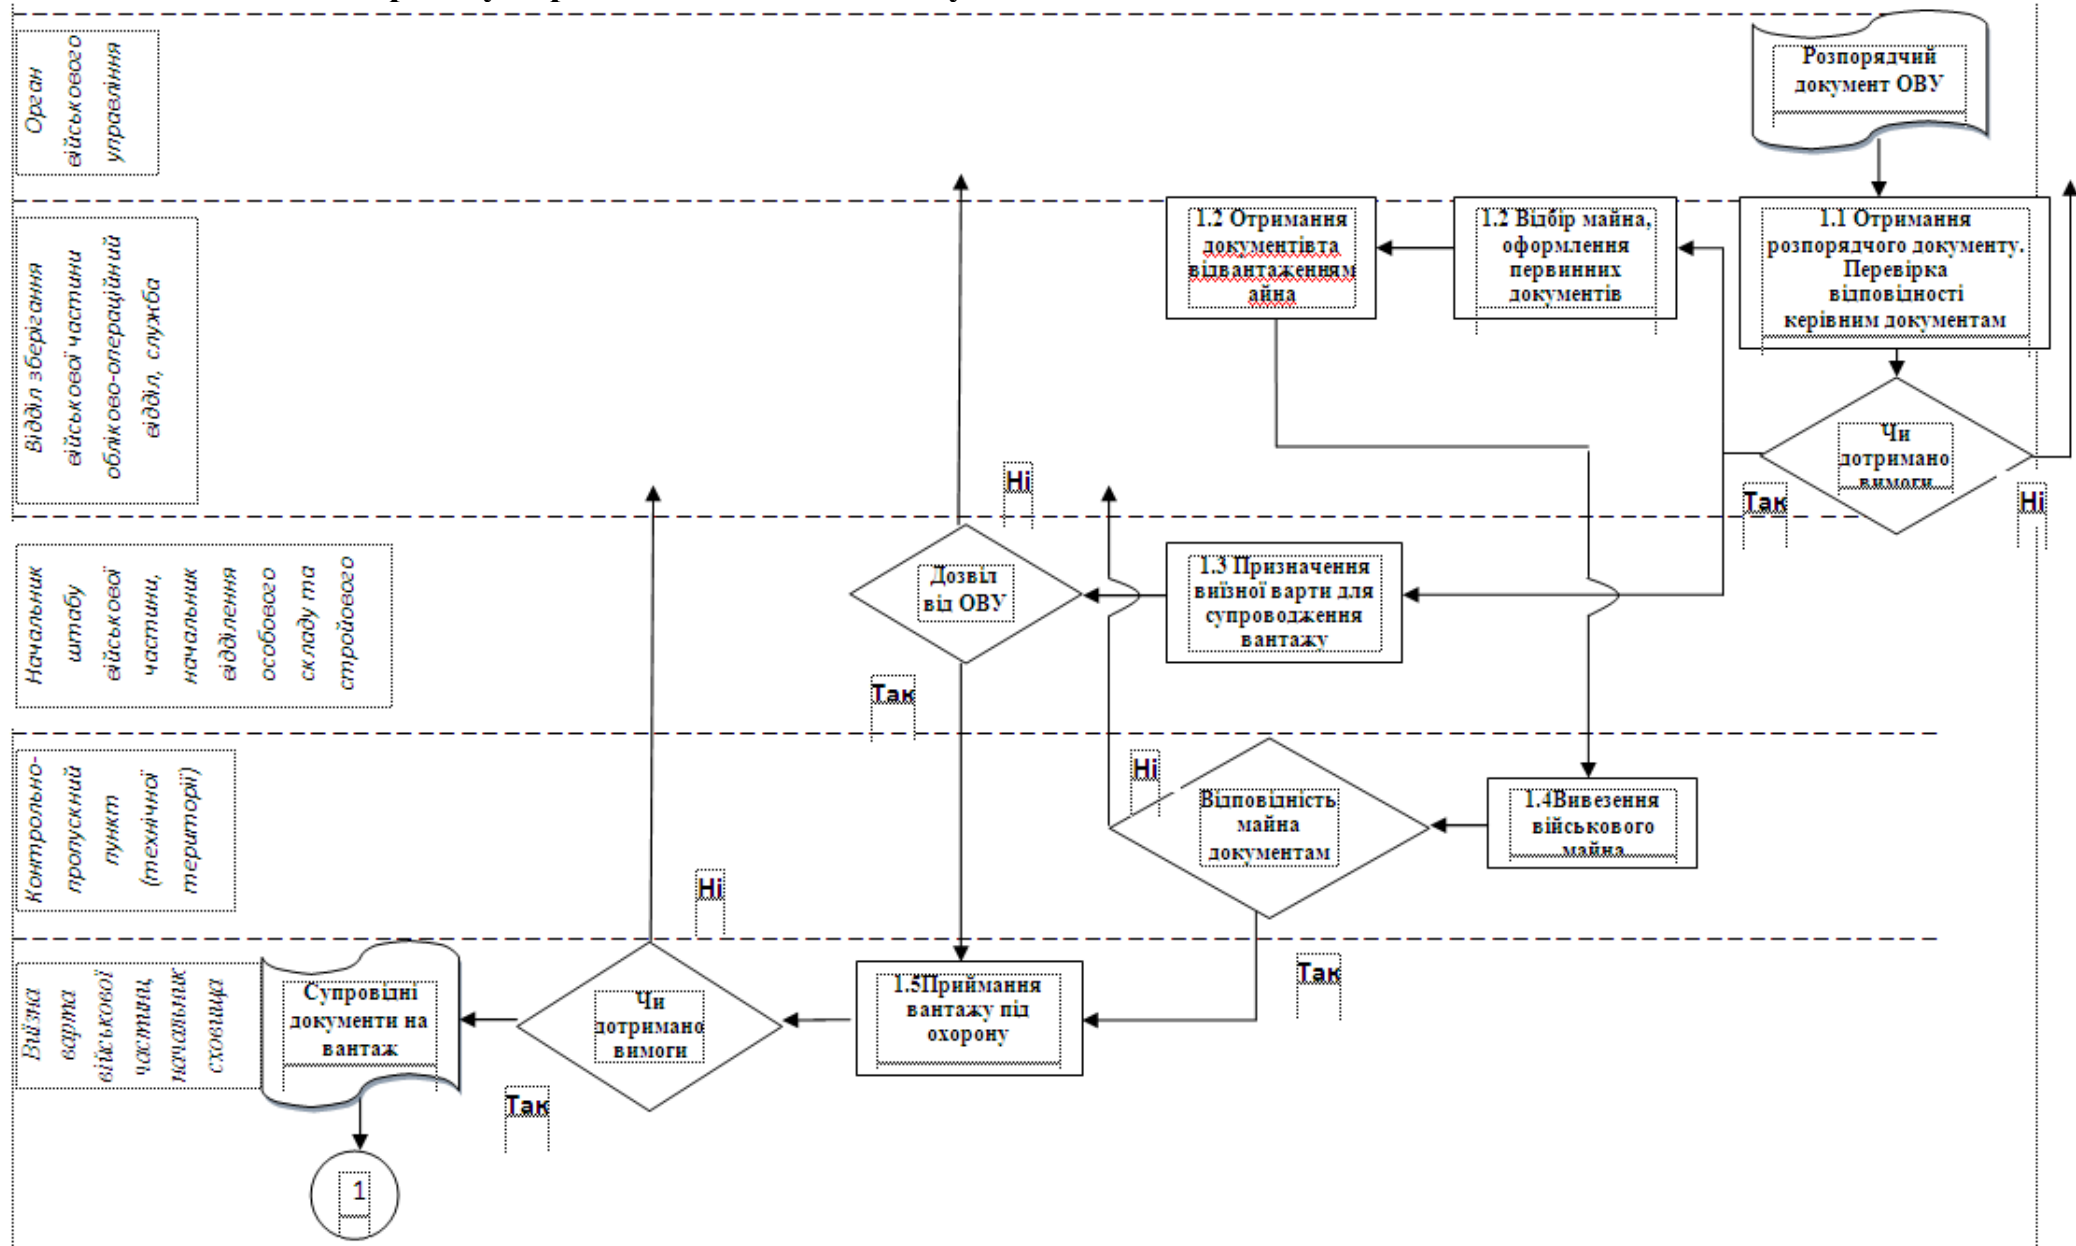 Орган
військового
управління
Розпорядчий
документ ОВУ
Відділ зберігання
військової частини
обліково-операційний
відділ, служба
1.2 Отримання
документівта
відвантаженням
айна
1.2 Відбір майна,
оформлення
первинних
документів
1.1 Отримання
розпорядчого документу.
Перевірка
відповідності
керівним документам
Чи
дотримано
вимоги
Ні
Так
Ні
Начальник
штабу
військової
частини,
начальник
відділення
особового
складу та
стройового
Дозвіл
від ОВУ
1.3 Призначення
виїзної варти для
супроводження
вантажу
Так
Контрольно-
пропускний
пункт
(технічної
території)
Ні
Відповідність
майна
документам
1.4Вивезення
військового
майна
Ні
Так
Виїзна
варта
військової
частини,
начальник
сховища
Супровідні
документи на
вантаж
Чи
дотримано
вимоги
1.5Приймання
вантажу під
охорону
Так
1